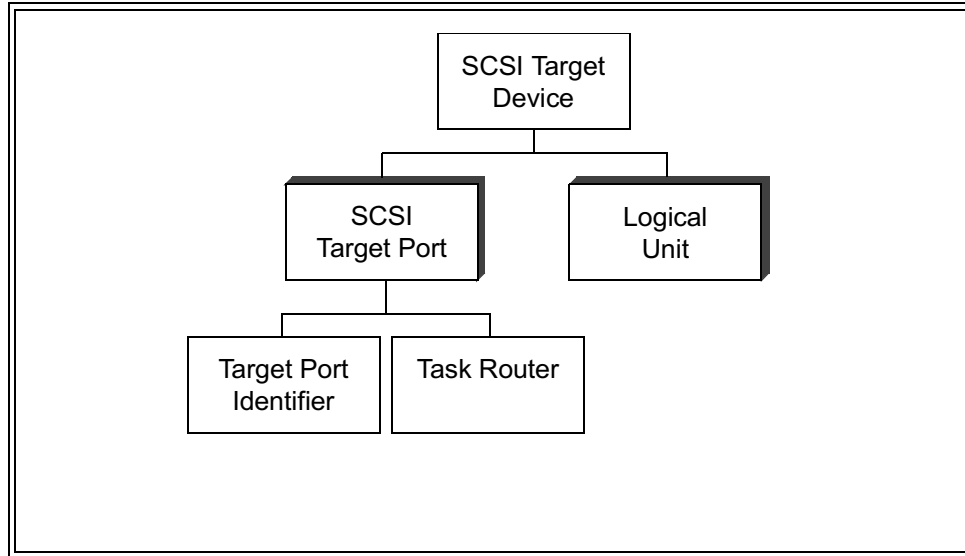 SCSI Target
Device
SCSI
Target Port
Logical
Unit
Target Port
Identifier
Task Router